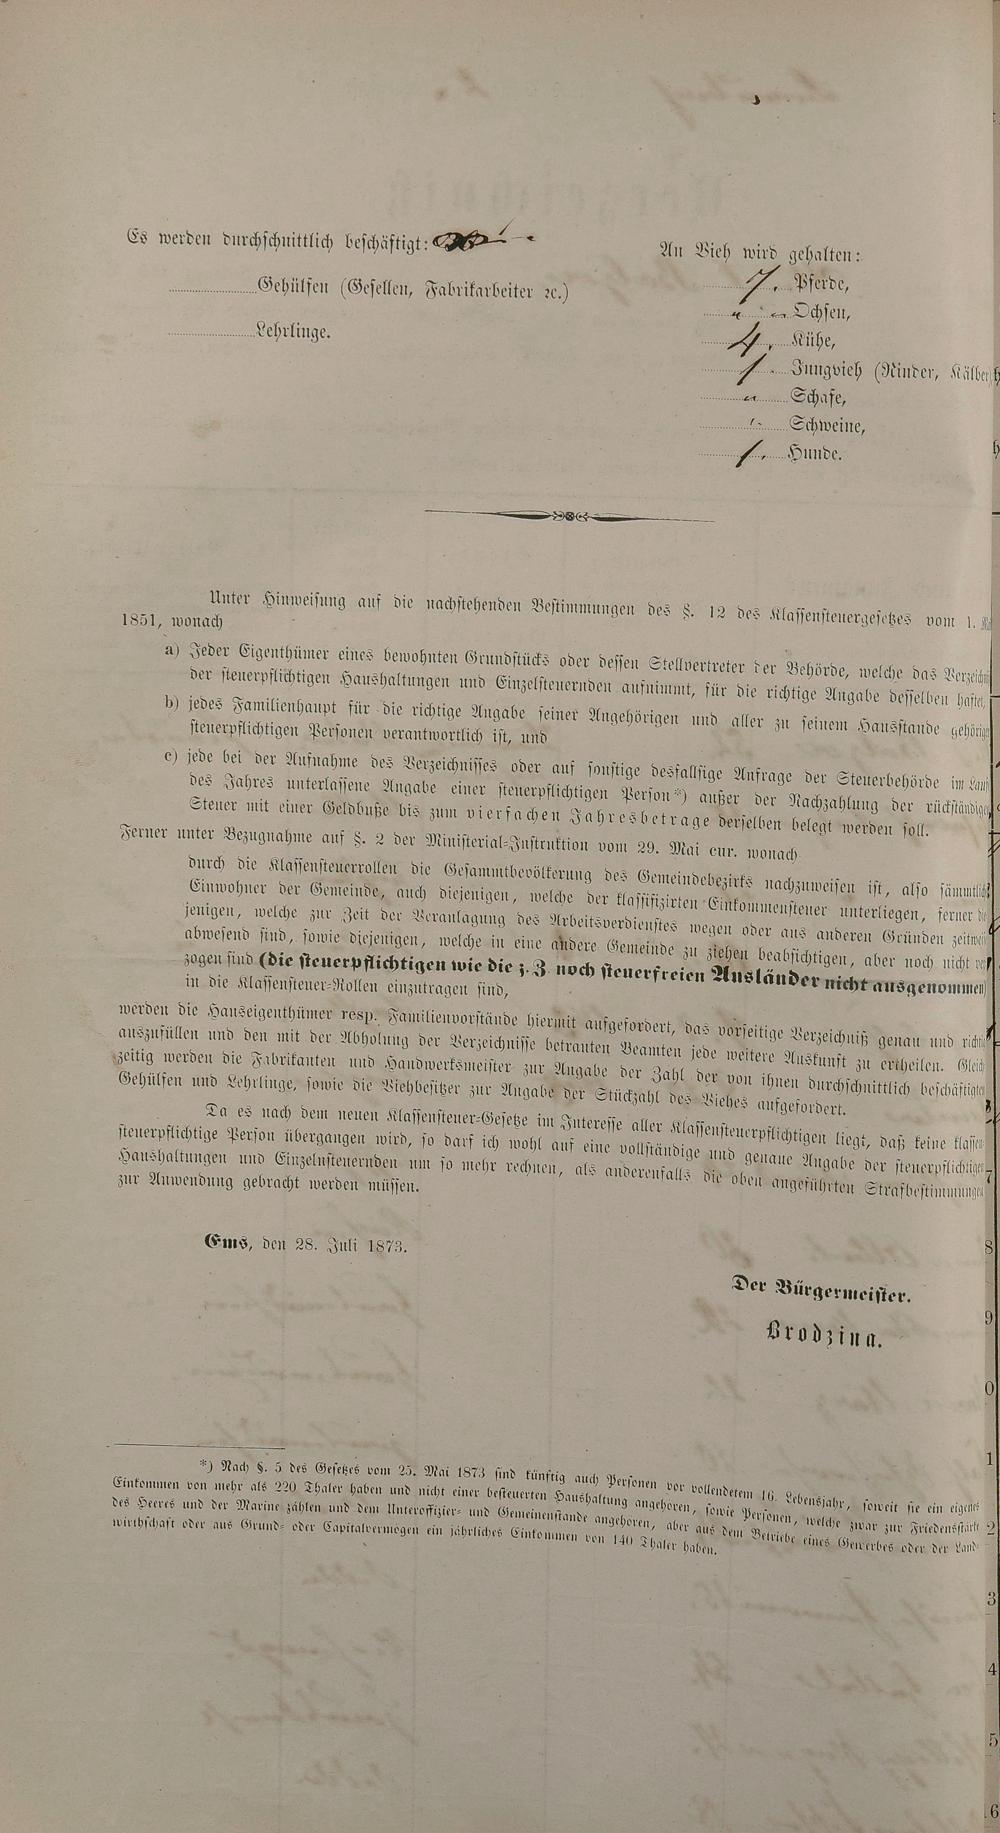 Es werden durchschnittlich beschäftigt:
Gehülfen (Gesellen, Fabrikarbeiter ꝛc.)
Lehrlinge.
An Vieh wird gehalten:
7. Pferde,
" Ochsen,
4. Kühe,
1. Jungvieh (Rinder, Kälber)
" Schafe,
" Schweine,
1. Hunde.
Unter Hinweisung auf die nachstehenden Bestimmungen des §. 12 des Klassensteuergesetzes vom 1. Mai
1851, wonach
a) Jeder Eigenthümer eines bewohnten Grundstücks oder dessen Stellvertreter der Behörde, welche das Verzeichn
der steuerpflichtigen Haushaltungen und Einzelsteuernden aufnimmt, für die richtige Angabe desselben haftet,
b) jedes Familienhaupt für die richtige Angabe seiner Angehörigen und aller zu seinem Hausstande gehörige
steuerpflichtigen Personen verantwortlich ist, und
c) jede bei der Aufnahme des Verzeichnisses oder auf sonstige desfallsige Anfrage der Steuerbehörde im Lauf
des Jahres unterlassene Angabe einer steuerpflichtigen Person*) außer der Nachzahlung der rückständigen
Steuer mit einer Geldbuße bis zum vierfachen Jahresbetrage derselben belegt werden soll.
Ferner unter Bezugnahme auf §. 2 der Ministerial-Instruktion vom 29. Mai cur. wonach
durch die Klassensteuerrollen die Gesammtbevölkerung des Gemeindebezirks nachzuweisen ist, also sämmtlich
Einwohner der Gemeinde, auch diejenigen, welche der klassifizirten Einkommensteuer unterliegen, ferner die
jenigen, welche zur Zeit der Veranlagung des Arbeitsverdienstes wegen oder aus anderen Gründen zeitwei
abwesend sind, sowie diejenigen, welche in eine andere Gemeinde zu ziehen beabsichtigen, aber noch nicht ver
zogen sind (die steuerpflichtigen wie die z. Z. noch steuerfreien Ausländer nicht ausgenommen)
in die Klassensteuer-Rollen einzutragen sind,
werden die Hauseigenthümer resp. Familienvorstände hiermit aufgefordert, das vorseitige Verzeichniß genau und richti
auszufüllen und den mit der Abholung der Verzeichnisse betrauten Beamten jede weitere Auskunft zu ertheilen. Gleich
zeitig werden die Fabrikanten und Handwerksmeister zur Angabe der Zahl der von ihnen durchschnittlich beschäftigten
Gehülfen und Lehrlinge, sowie die Viehbesitzer zur Angabe der Stückzahl des Viehes aufgefordert.
Da es nach dem neuen Klassensteuer-Gesetze im Interesse aller Klassensteuerpflichtigen liegt, daß keine klassen
steuerpflichtige Person übergangen wird, so darf ich wohl auf eine vollständige und genaue Angabe der steuerpflichtigen
Haushaltungen und Einzelnsteuernden um so mehr rechnen, als anderenfalls die oben angeführten Strafbestimmungen
zur Anwendung gebracht werden müssen.
Ems, den 28. Juli 1873.
Der Bürgermeister.
Brodzina.
*) Nach §. 5 des Gesetzes vom 25. Mai 1873 sind künftig auch Personen vor vollendetem 16. Lebensjahr, soweit sie ein eigenes
Einkommen von mehr als 220 Thaler haben und nicht einer besteuerten Haushaltung angehören, sowie Personen, welche zwar zur Friedensstärke
des Heeres und der Marine zählen und dem Unteroffizier- und Gemeinenstande angehören, aber aus dem Betriebe eines Gewerbes oder der Land-
wirthschaft oder aus Grund- oder Capitalvermögen ein jährliches Einkommen von 140 Thaler haben.
7
8
9
0
1
2
3
4
5
6